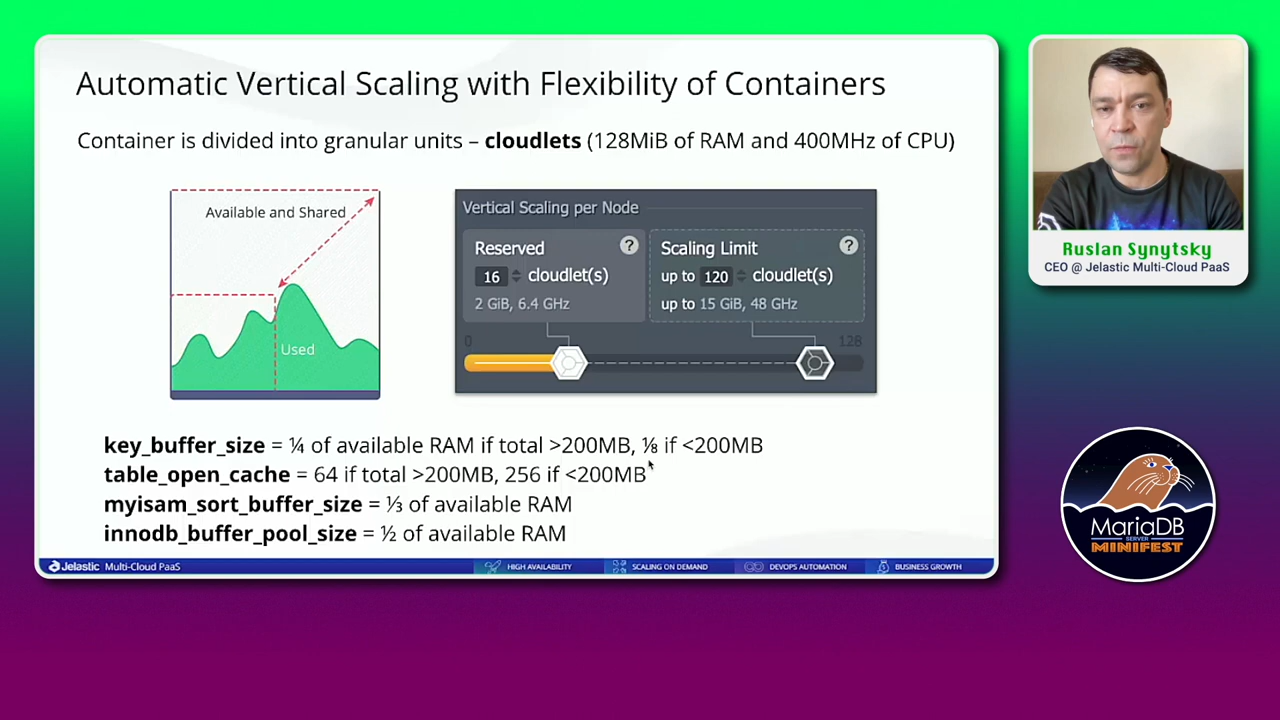 Automatic Vertical Scaling with Flexibility of Containers
Container is divided into granular units – cloudlets (128MiB of RAM and 400MHz of CPU)
Available and Shared
Used
Vertical Scaling per Node
Reserved ?
16 cloudlet(s)
2 GiB, 6.4 GHz
Scaling Limit ?
up to 120 cloudlet(s)
up to 15 GiB, 48 GHz
0 128
key_buffer_size = ¼ of available RAM if total >200MB, ⅛ if <200MB
table_open_cache = 64 if total >200MB, 256 if <200MB
myisam_sort_buffer_size = ⅓ of available RAM
innodb_buffer_pool_size = ½ of available RAM
Jelastic Multi-Cloud PaaS
HIGH AVAILABILITY
SCALING ON DEMAND
DEVOPS AUTOMATION
BUSINESS GROWTH
Ruslan Synytsky
CEO @ Jelastic Multi-Cloud PaaS
MariaDB
SERVER
MINIFEST